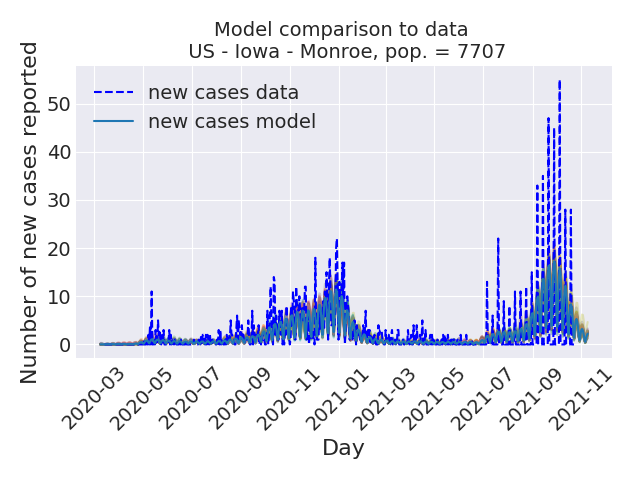 Model comparison to data
US - Iowa - Monroe, pop. = 7707
new cases data
new cases model
Number of new cases reported
50
40
30
20
10
0
2020-03
2020-05
2020-07
2020-09
2020-11
2021-01
2021-03
2021-05
2021-07
2021-09
2021-11
Day